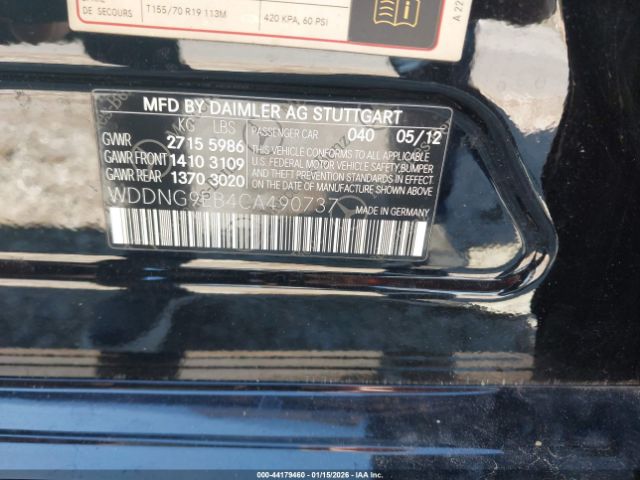 DE SECOURS T155/70 R19 113M 420 KPA, 60 PSI
A 22
MFD BY DAIMLER AG STUTTGART
KG LBS PASSENGER CAR 040 05/12
GVWR 2715 5986 THIS VEHICLE CONFORMS TO ALL APPLICABLE
GAWR FRONT 1410 3109 U.S. FEDERAL MOTOR VEHICLE SAFETY, BUMPER,
GAWR REAR 1370 3020 AND THEFT PREVENTION STANDARDS IN EFFECT
ON THE DATE OF MANUFACTURE SHOWN ABOVE.
WDDNG9EB4CA490737 MADE IN GERMANY
000-44179460 - 01/15/2026 - IAA Inc.